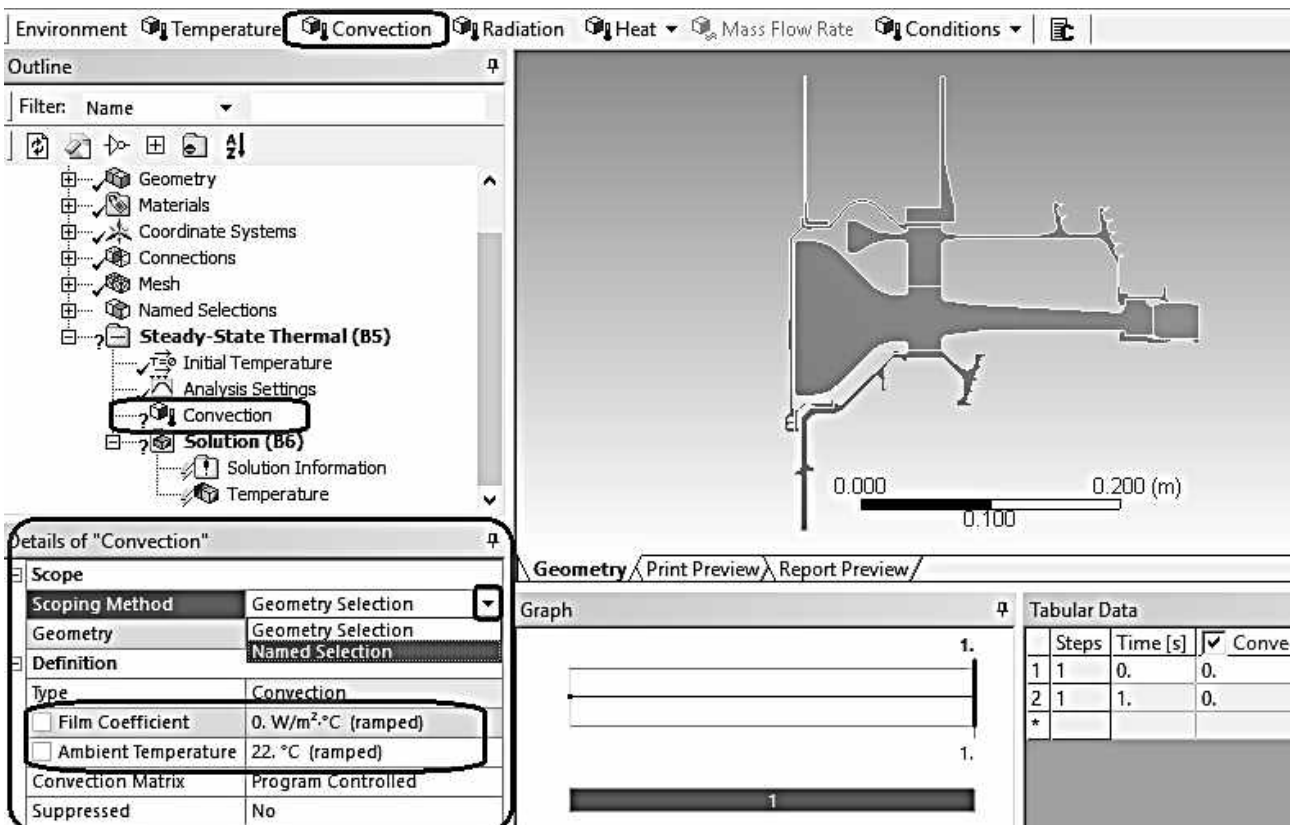 Environment Temperature Convection Radiation Heat Mass Flow Rate Conditions
Outline
Filter: Name
Geometry
Materials
Coordinate Systems
Connections
Mesh
Named Selections
Steady-State Thermal (B5)
T=0 Initial Temperature
Analysis Settings
? Convection
Solution (B6)
Solution Information
Temperature
0.000 0.200 (m)
0.100
Details of "Convection"
Scope
Scoping Method Geometry Selection
Geometry Geometry Selection
Named Selection
Definition
Type Convection
Film Coefficient 0. W/m²·°C (ramped)
Ambient Temperature 22. °C (ramped)
Convection Matrix Program Controlled
Suppressed No
Geometry Print Preview Report Preview
Graph
1.
1.
1
Tabular Data
Steps Time [s] Conve
1 1 0. 0.
2 1 1. 0.
*